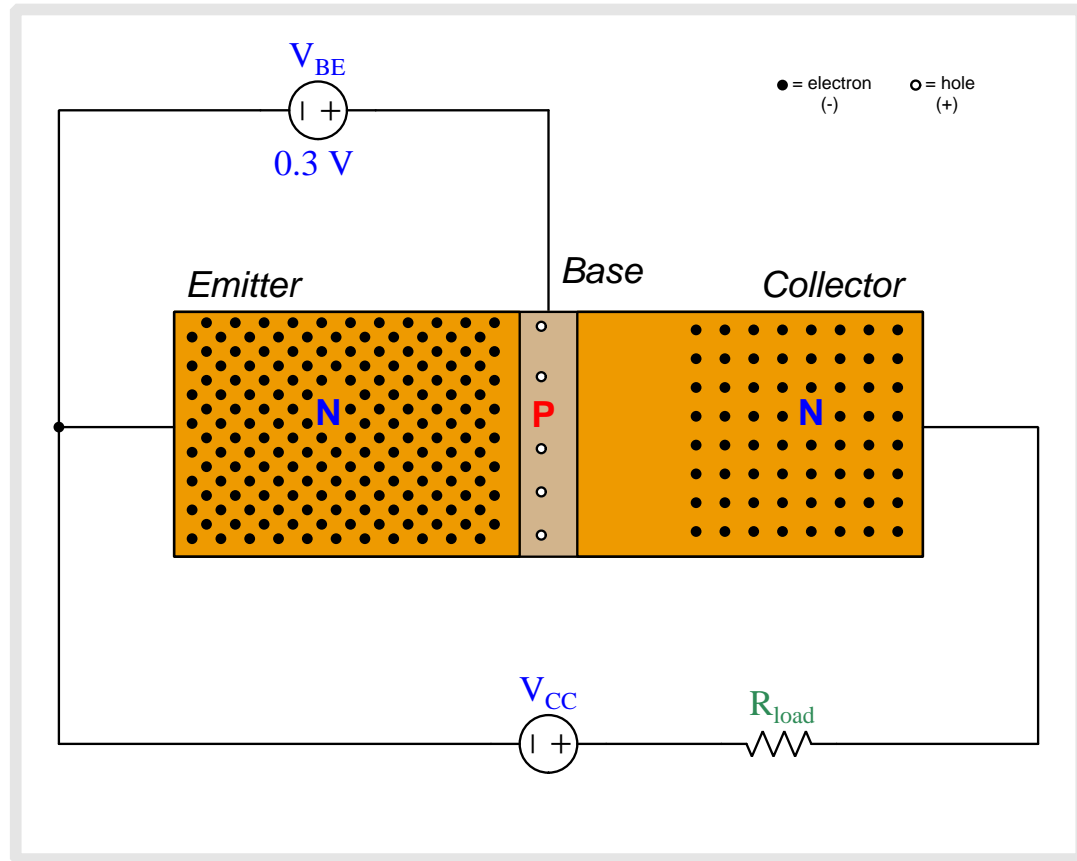 V_BE
− +
0.3 V
= electron
(-)
= hole
(+)
Emitter
Base
Collector
N
P
N
V_CC
− +
R_load